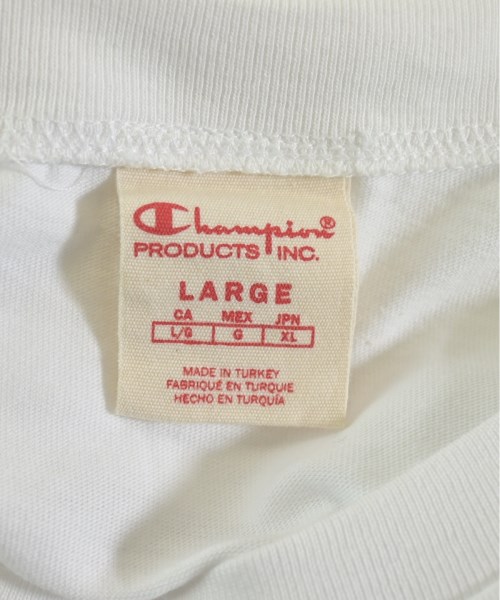 Champion®
PRODUCTS INC.
LARGE
CA MEX JPN
L/G G XL
MADE IN TURKEY
FABRIQUÉ EN TURQUIE
HECHO EN TURQUÍA